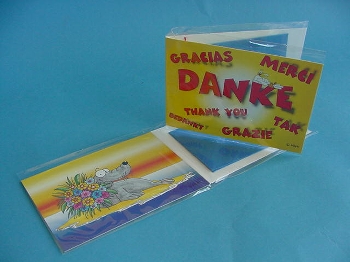 GRACIAS
MERCI
DANKE
THANK YOU
TAK
GRAZIE